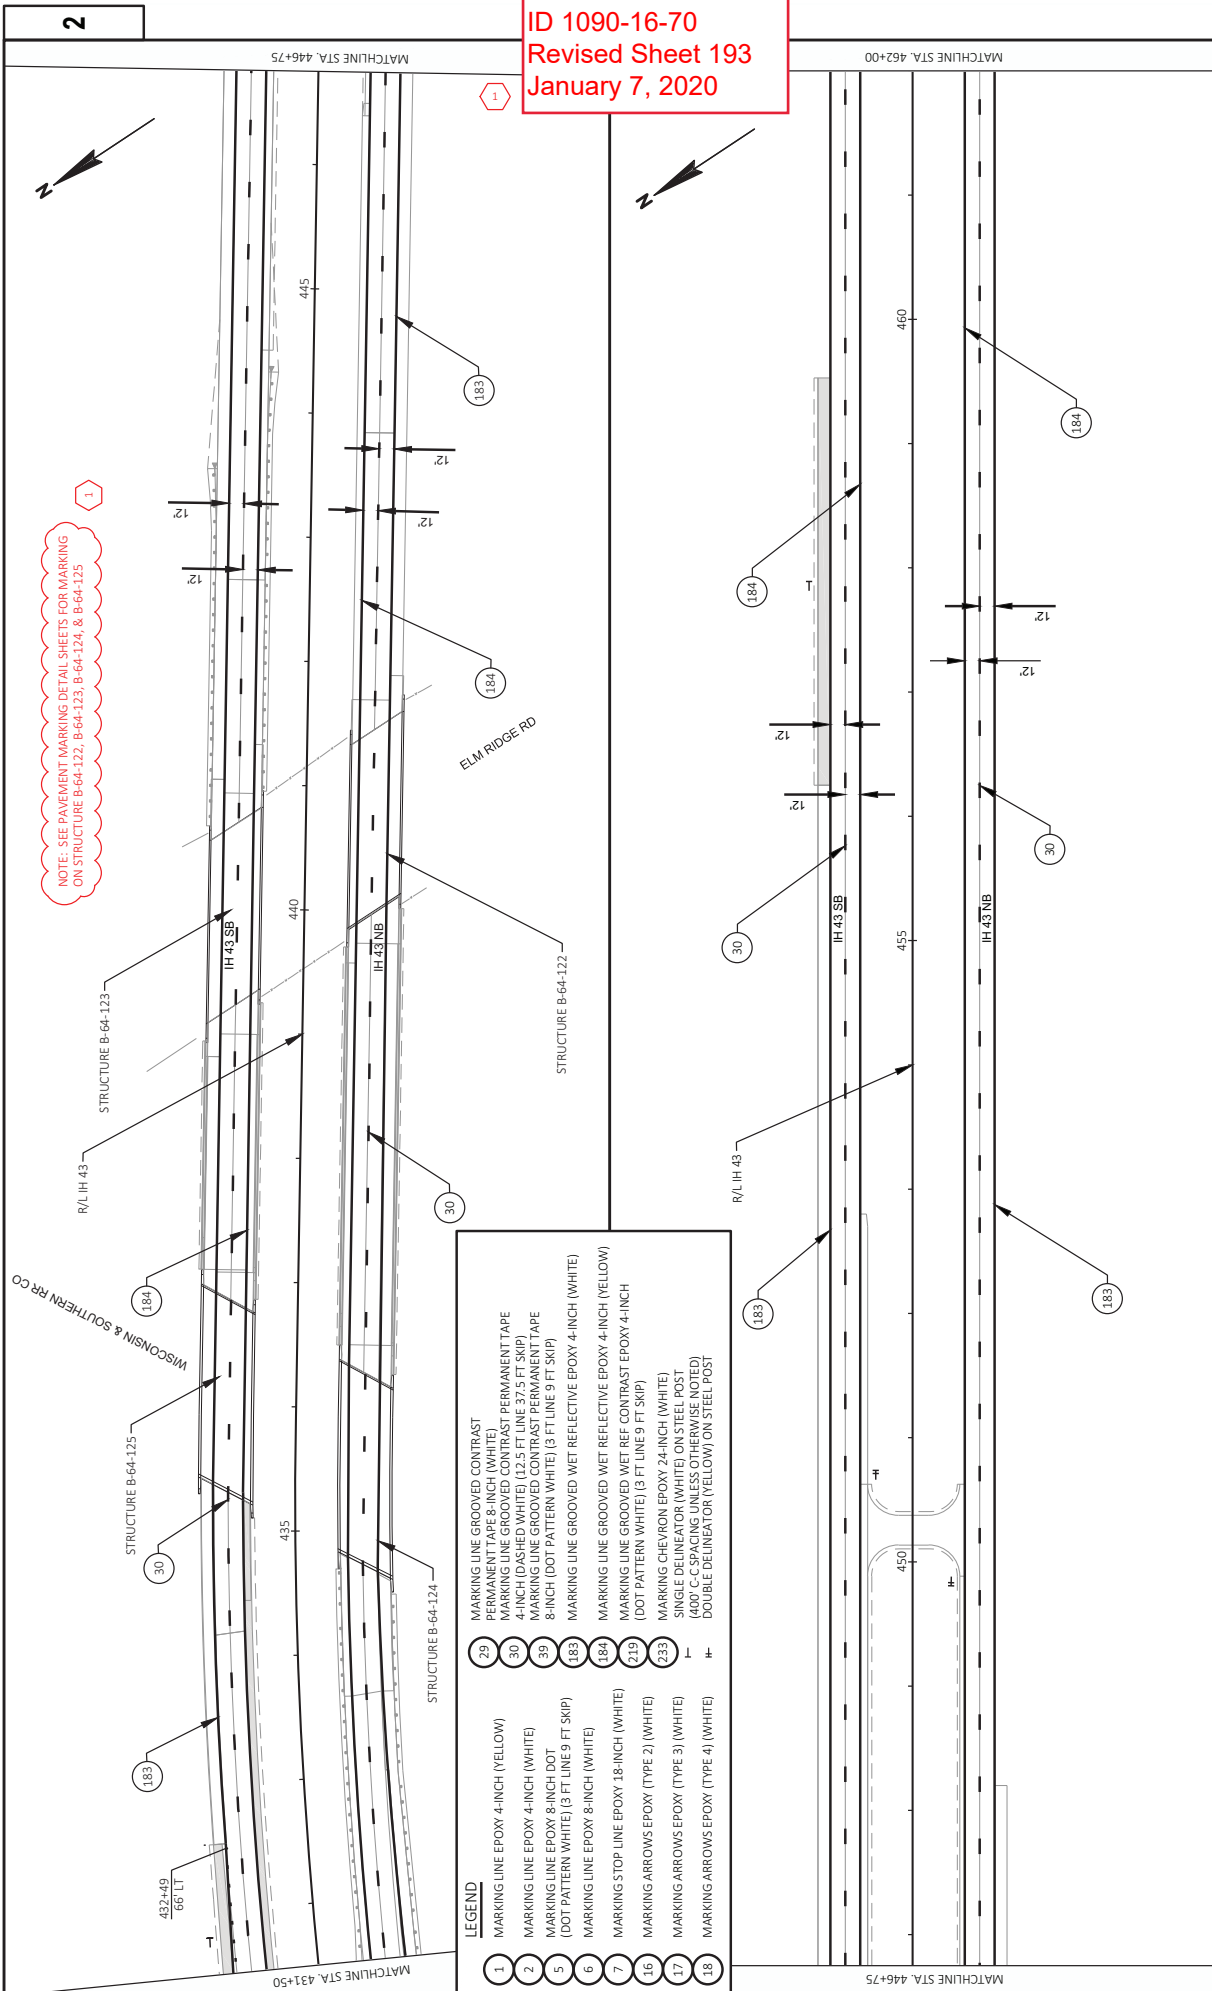 2
ID 1090-16-70
Revised Sheet 193
January 7, 2020
MATCHLINE STA. 446+75
1
N
445
183
12'
12'
12'
12'
1
NOTE: SEE PAVEMENT MARKING DETAIL SHEETS FOR MARKING
ON STRUCTURE B-64-122, B-64-123, B-64-124, & B-64-125
184
ELM RIDGE RD
440
IH 43 SB
IH 43 NB
STRUCTURE B-64-123
STRUCTURE B-64-122
R/L IH 43
30
184
WISCONSIN & SOUTHERN RR CO
STRUCTURE B-64-125
30
435
STRUCTURE B-64-124
183
432+49
66' LT
T
MATCHLINE STA. 431+50
MATCHLINE STA. 462+00
N
460
184
184
T
12'
12'
12'
12'
30
30
IH 43 SB
IH 43 NB
455
R/L IH 43
183
183
450
MATCHLINE STA. 446+75
LEGEND
1 MARKING LINE EPOXY 4-INCH (YELLOW)
2 MARKING LINE EPOXY 4-INCH (WHITE)
5 MARKING LINE EPOXY 8-INCH DOT
(DOT PATTERN WHITE) (3 FT LINE 9 FT SKIP)
6 MARKING LINE EPOXY 8-INCH (WHITE)
7 MARKING STOP LINE EPOXY 18-INCH (WHITE)
16 MARKING ARROWS EPOXY (TYPE 2) (WHITE)
17 MARKING ARROWS EPOXY (TYPE 3) (WHITE)
18 MARKING ARROWS EPOXY (TYPE 4) (WHITE)
29 MARKING LINE GROOVED CONTRAST
PERMANENT TAPE 8-INCH (WHITE)
30 MARKING LINE GROOVED CONTRAST PERMANENT TAPE
4-INCH (DASHED WHITE) (12.5 FT LINE 37.5 FT SKIP)
39 MARKING LINE GROOVED CONTRAST PERMANENT TAPE
8-INCH (DOT PATTERN WHITE) (3 FT LINE 9 FT SKIP)
183 MARKING LINE GROOVED WET REFLECTIVE EPOXY 4-INCH (WHITE)
184 MARKING LINE GROOVED WET REFLECTIVE EPOXY 4-INCH (YELLOW)
219 MARKING LINE GROOVED WET REF CONTRAST EPOXY 4-INCH
(DOT PATTERN WHITE) (3 FT LINE 9 FT SKIP)
233 MARKING CHEVRON EPOXY 24-INCH (WHITE)
SINGLE DELINEATOR (WHITE) ON STEEL POST
(400' C-C SPACING UNLESS OTHERWISE NOTED)
DOUBLE DELINEATOR (YELLOW) ON STEEL POST